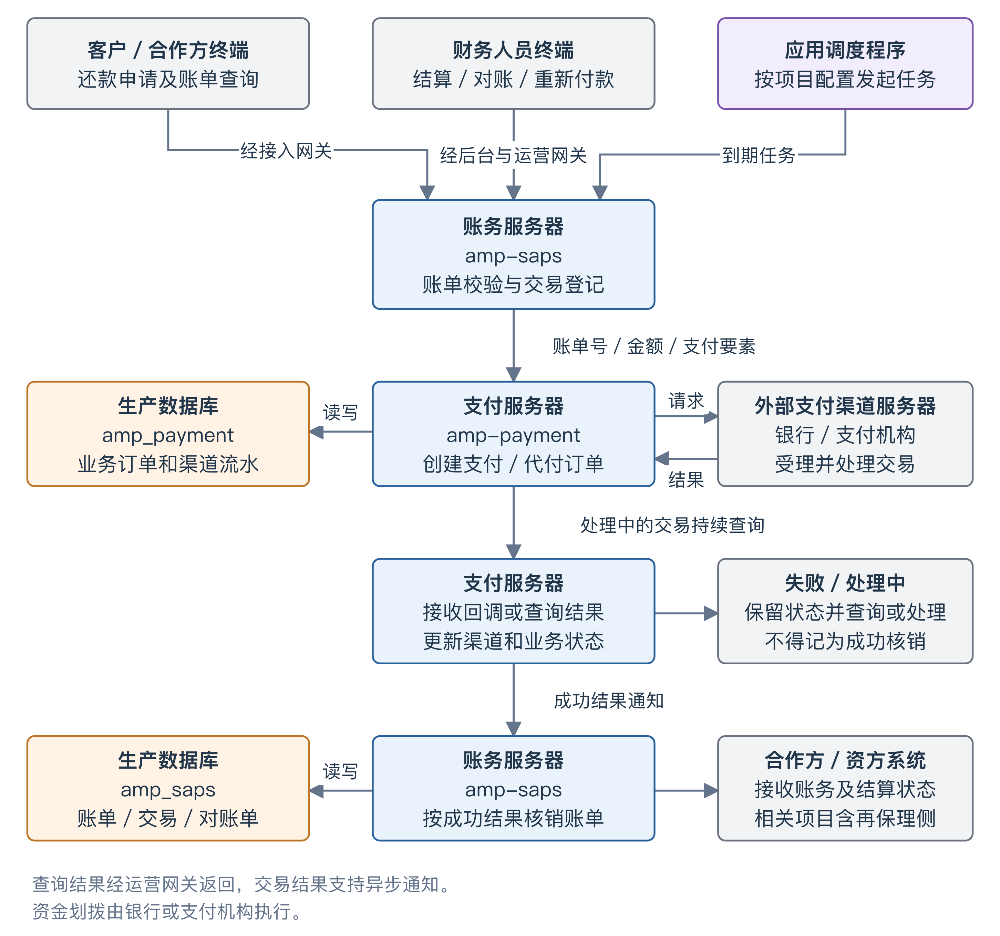 客户 / 合作方终端
还款申请及账单查询
财务人员终端
结算 / 对账 / 重新付款
应用调度程序
按项目配置发起任务
经接入网关
经后台与运营网关
到期任务
账务服务器
amp-saps
账单校验与交易登记
账单号 / 金额 / 支付要素
生产数据库
amp_payment
业务订单和渠道流水
读写
支付服务器
amp-payment
创建支付 / 代付订单
请求
结果
外部支付渠道服务器
银行 / 支付机构
受理并处理交易
处理中的交易持续查询
支付服务器
接收回调或查询结果
更新渠道和业务状态
失败 / 处理中
保留状态并查询或处理
不得记为成功核销
成功结果通知
生产数据库
amp_saps
账单 / 交易 / 对账单
读写
账务服务器
amp-saps
按成功结果核销账单
合作方 / 资方系统
接收账务及结算状态
相关项目含再保理侧
查询结果经运营网关返回，交易结果支持异步通知。
资金划拨由银行或支付机构执行。